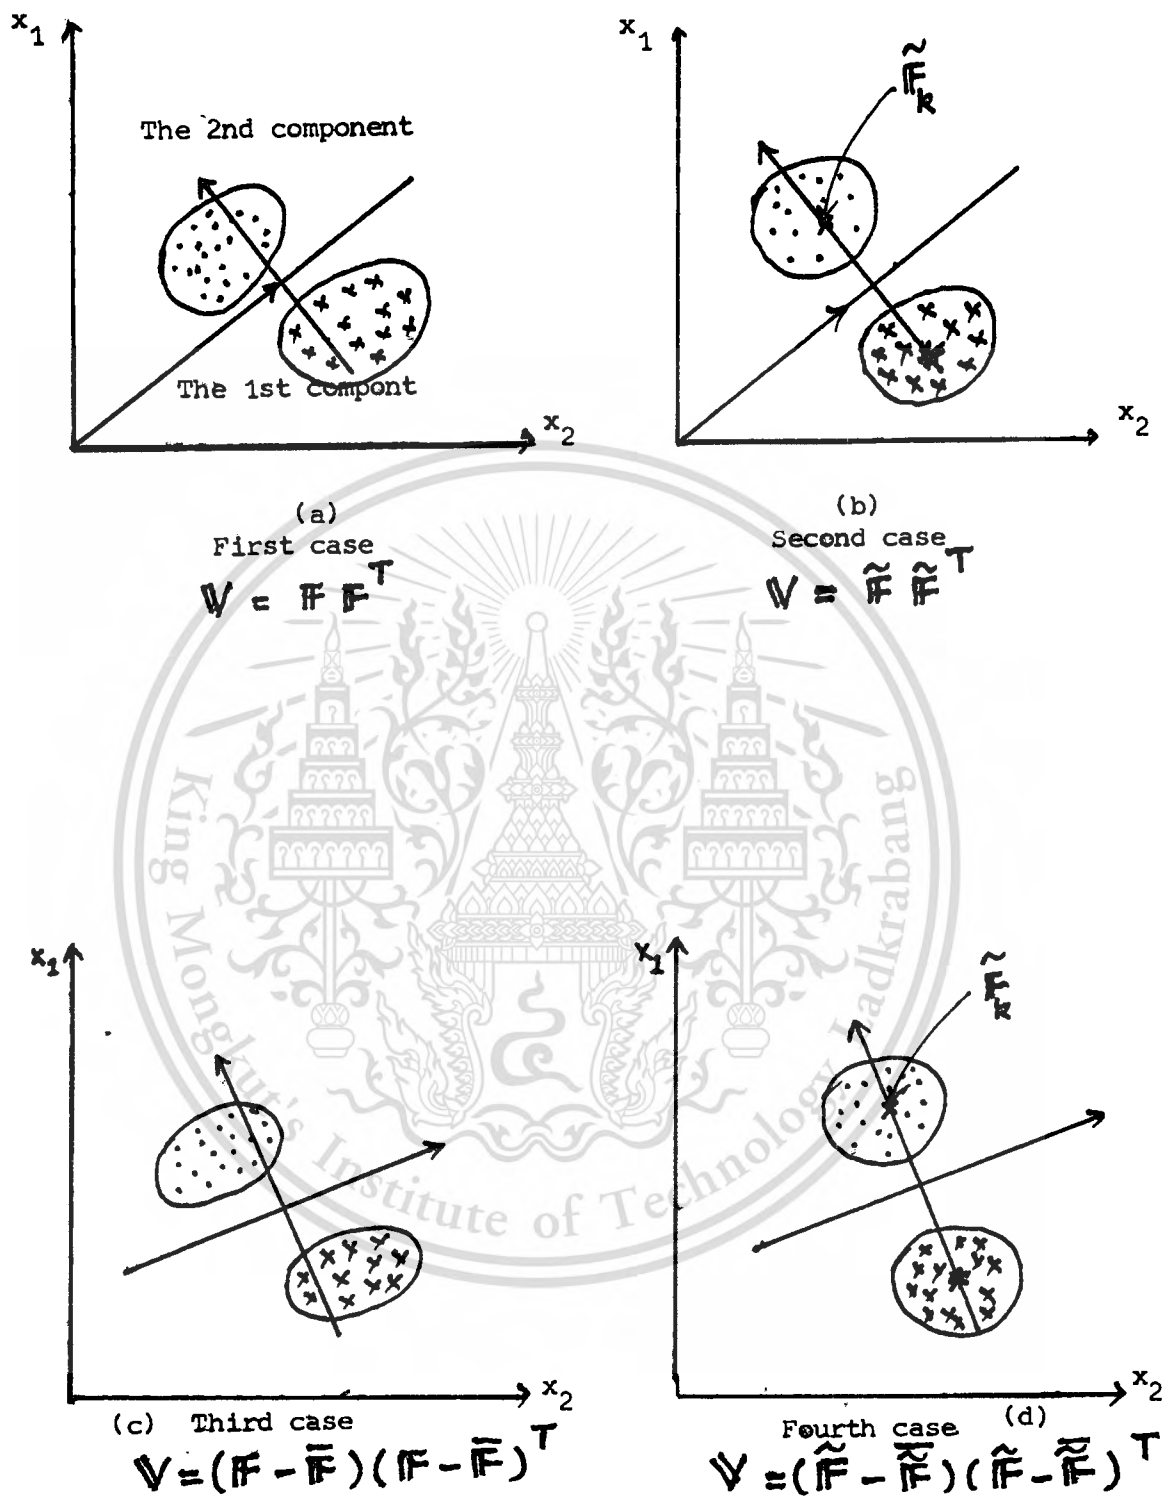 x₁
The 2nd component
The 1st compont
x₂
(a)
First case
𝕍 = 𝔽 𝔽ᵀ
x₁
𝔽̃ₖ
x₂
(b)
Second case
𝕍 = 𝔽̃ 𝔽̃ᵀ
King Mongkut's Institute of Technology Ladkrabang
x₁
x₂
(c) Third case
𝕍 = (𝔽 - 𝔽̅)(𝔽 - 𝔽̅)ᵀ
x₁
𝔽̃ₖ
x₂
Fourth case (d)
𝕍 = (𝔽̃ - 𝔽̃̅)(𝔽̃ - 𝔽̃̅)ᵀ